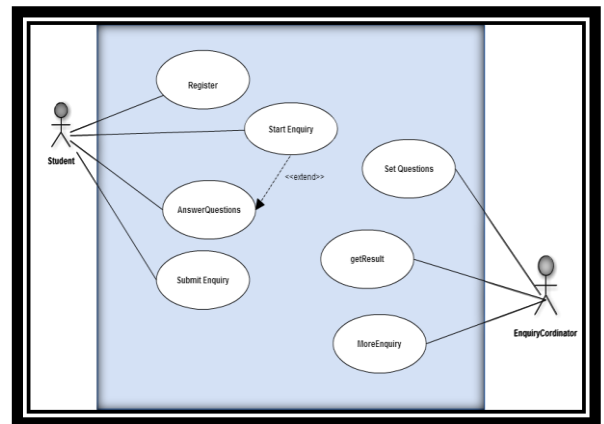 Register
Start Enquiry
Student
Set Questions
<<extend>>
AnswerQuestions
getResult
Submit Enquiry
EnquiryCordinator
MoreEnquiry